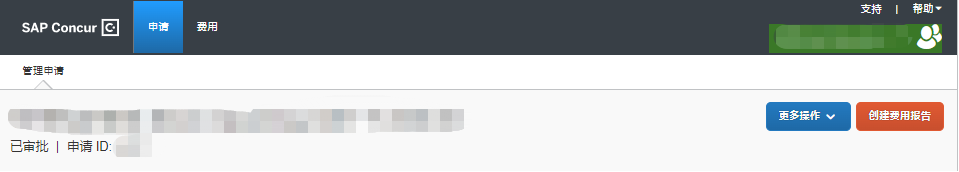 支持 | 帮助
SAP Concur C 申请 费用
管理申请
更多操作 创建费用报告
已审批 | 申请 ID: